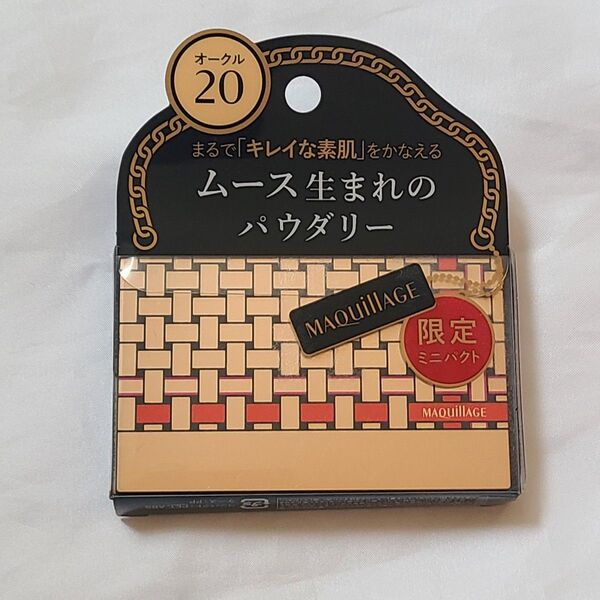 オークル
20
まるで「キレイな素肌」をかなえる
ムース生まれの
パウダリー
MAQuillAGE
限定
ミニパクト
MAQuillAGE